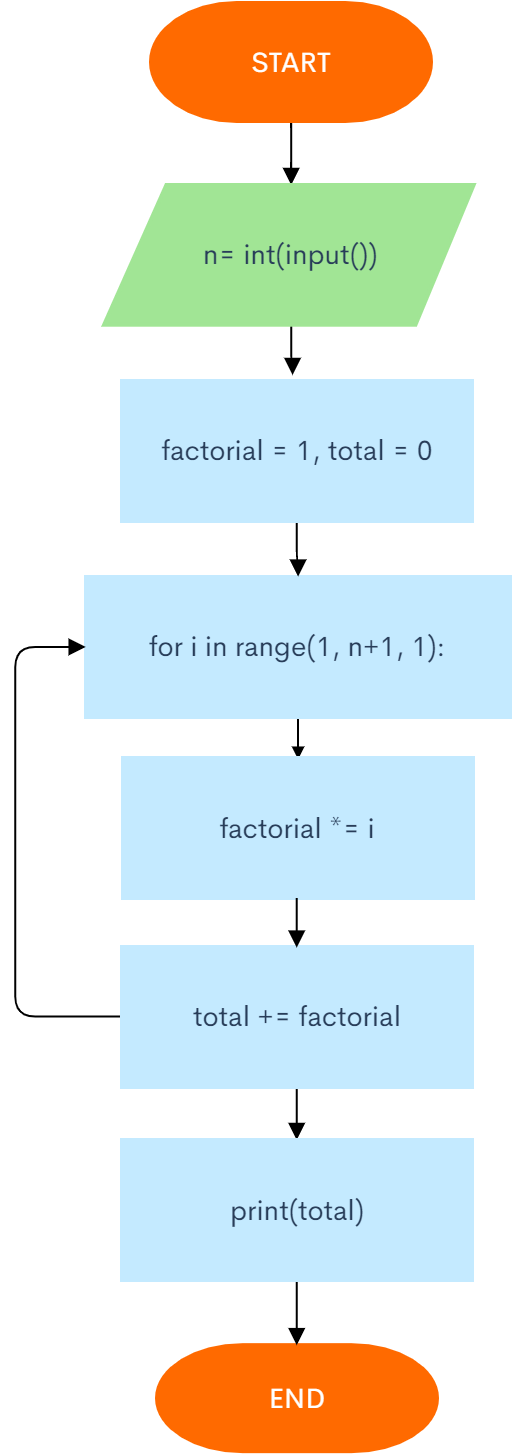 START
n= int(input())
factorial = 1, total = 0
for i in range(1, n+1, 1):
factorial *= i
total += factorial
print(total)
END